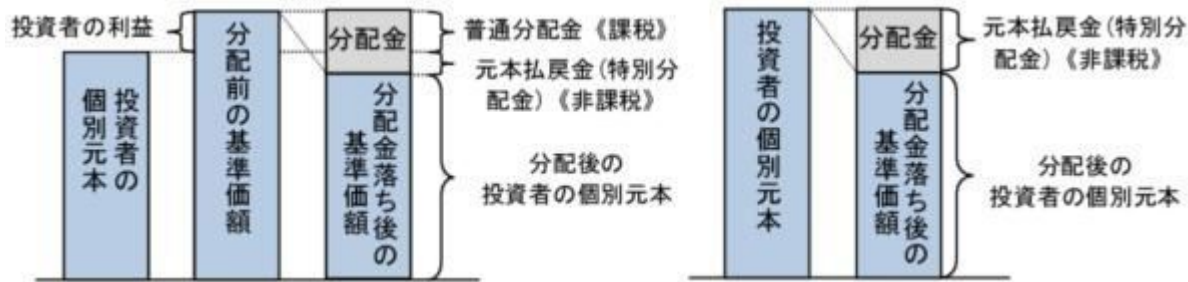 投資者の利益
投資者の
個別元本
分配前の基準価額
分配金
分配金落ち後の
基準価額
普通分配金《課税》
元本払戻金(特別分
配金)《非課税》
分配後の
投資者の個別元本
投資者の個別元本
分配金
分配金落ち後の
基準価額
元本払戻金(特別分
配金)《非課税》
分配後の
投資者の個別元本